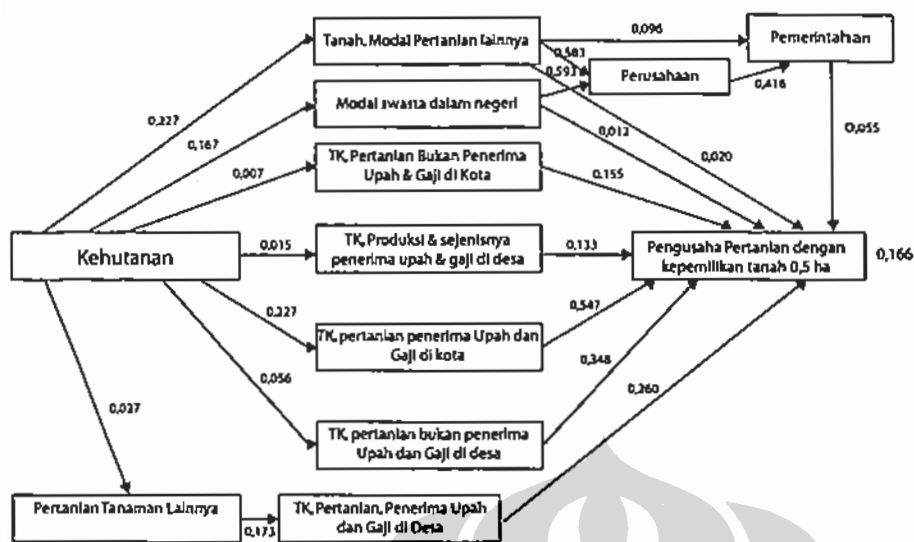 Tanah, Modal Pertanian lainnya
0,096
Pemerintahan
0,583
0,593
Perusahaan
0,416
Modal swasta dalam negeri
0,227
0,167
0,012
0,055
0,007
TK, Pertanian Bukan Penerima
Upah & Gaji di Kota
0,155
0,020
Kehutanan
0,015
TK, Produksi & sejenisnya
penerima upah & gaji di desa
0,133
Pengusaha Pertanian dengan
kepemilikan tanah 0,5 ha
0,166
0,227
TK, pertanian penerima Upah dan
Gaji di kota
0,547
0,056
0,348
0,260
0,027
TK, pertanian bukan penerima
Upah dan Gaji di desa
Pertanian Tanaman Lainnya
0,173
TK, Pertanian, Penerima Upah
dan Gaji di Desa